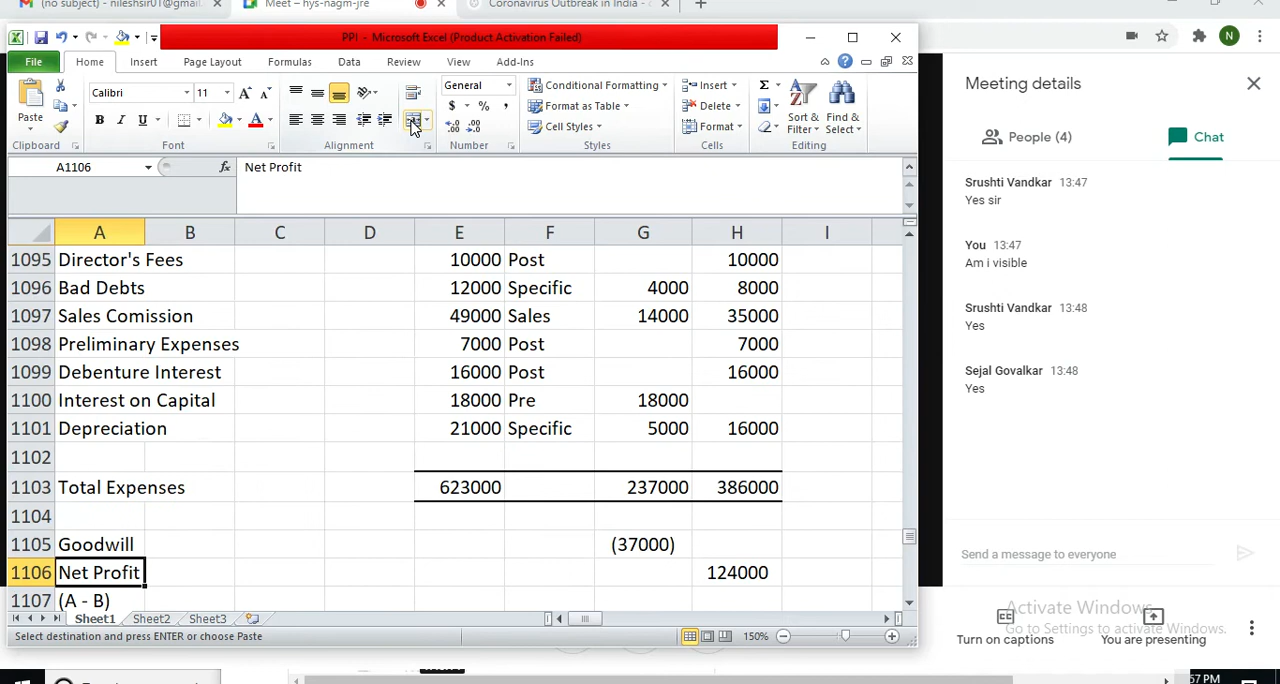 (no subject) - nileshsir01@gmail.
Meet – hys-nagm-jre
Coronavirus Outbreak in India -
PPI - Microsoft Excel (Product Activation Failed)
File Home Insert Page Layout Formulas Data Review View Add-Ins
Paste
Clipboard
Calibri 11
Font
Alignment
General
$ % ,
Number
Conditional Formatting
Format as Table
Cell Styles
Styles
Insert
Delete
Format
Cells
Sort & Filter
Find & Select
Editing
A1106 fx Net Profit
A B C D E F G H I
1095 Director's Fees 10000 Post 10000
1096 Bad Debts 12000 Specific 4000 8000
1097 Sales Comission 49000 Sales 14000 35000
1098 Preliminary Expenses 7000 Post 7000
1099 Debenture Interest 16000 Post 16000
1100 Interest on Capital 18000 Pre 18000
1101 Depreciation 21000 Specific 5000 16000
1102
1103 Total Expenses 623000 237000 386000
1104
1105 Goodwill (37000)
1106 Net Profit 124000
1107 (A - B)
Sheet1 Sheet2 Sheet3
Select destination and press ENTER or choose Paste
150%
N
Meeting details
People (4)
Chat
Srushti Vandkar 13:47
Yes sir
You 13:47
Am i visible
Srushti Vandkar 13:48
Yes
Sejal Govalkar 13:48
Yes
Send a message to everyone
Activate Windows
Go to Settings to activate Windows.
Turn on captions
You are presenting
57 PM